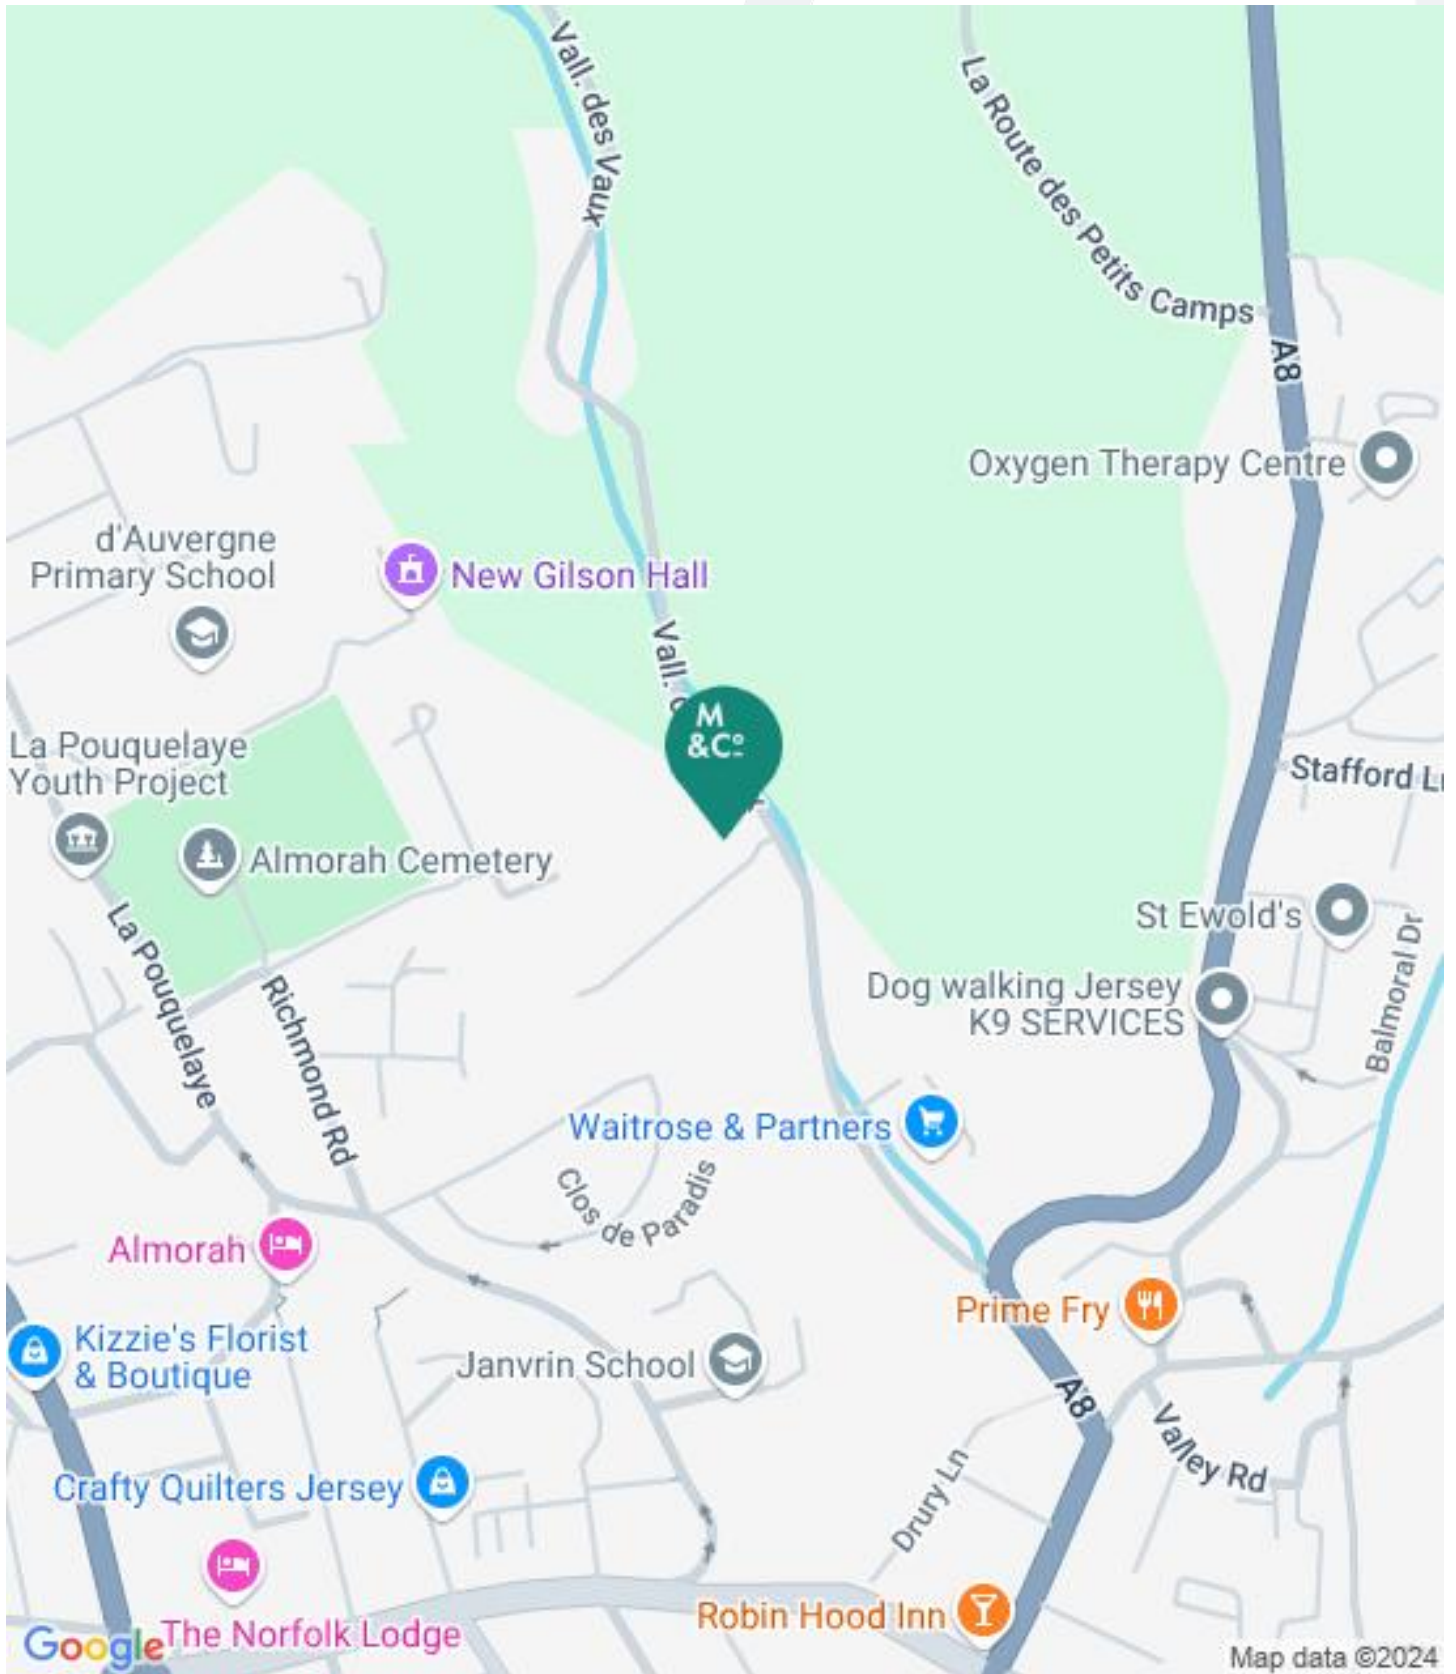 Vall. des Vaux
La Route des Petits Camps
A8
Oxygen Therapy Centre
d'Auvergne
Primary School
New Gilson Hall
Vall.
M
&Cº
La Pouquelaye
Youth Project
Stafford
Almorah Cemetery
St Ewold's
La Pouquelaye
Richmond Rd
Dog walking Jersey
K9 SERVICES
Balmoral Dr
Waitrose & Partners
Clos de Paradis
Almorah
Prime Fry
Kizzie's Florist
& Boutique
Janvrin School
A8
Valley Rd
Crafty Quilters Jersey
Drury Ln
Robin Hood Inn
The Norfolk Lodge
Google
Map data ©2024